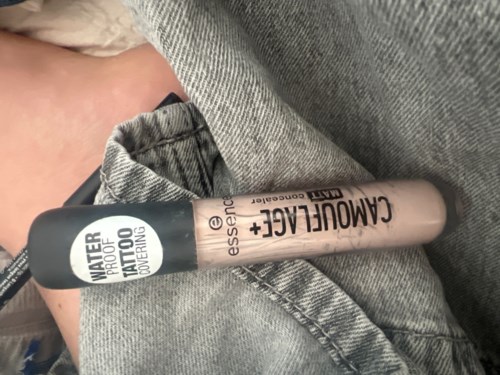 WATER
PROOF
TATTOO
COVERING
essence
CAMOUFLAGE+
MATT concealer